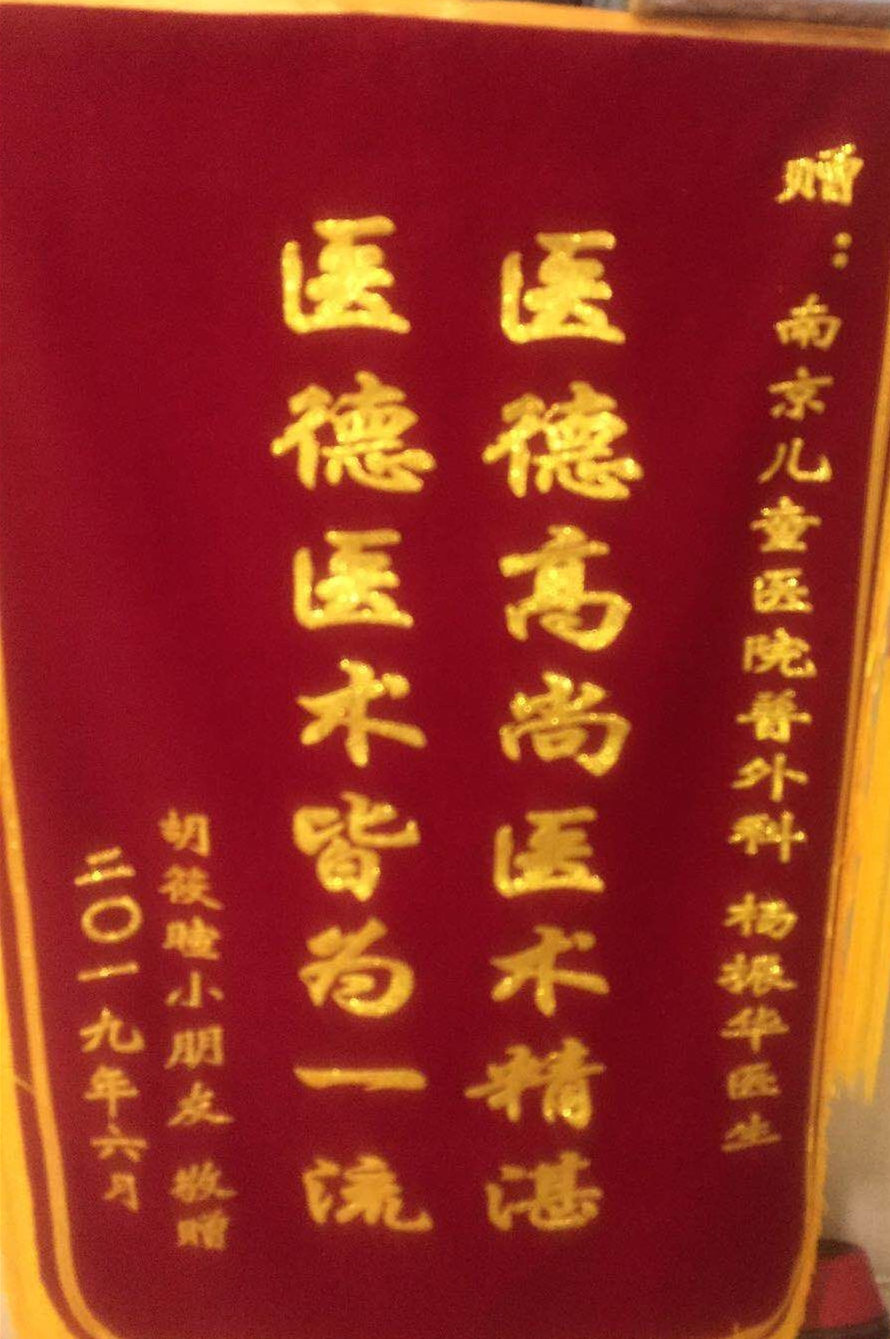 赠：南京儿童医院普外科 杨振华医生
医德高尚医术精湛
医德医术皆为一流
胡筱瞳小朋友 敬赠
二〇一九年六月